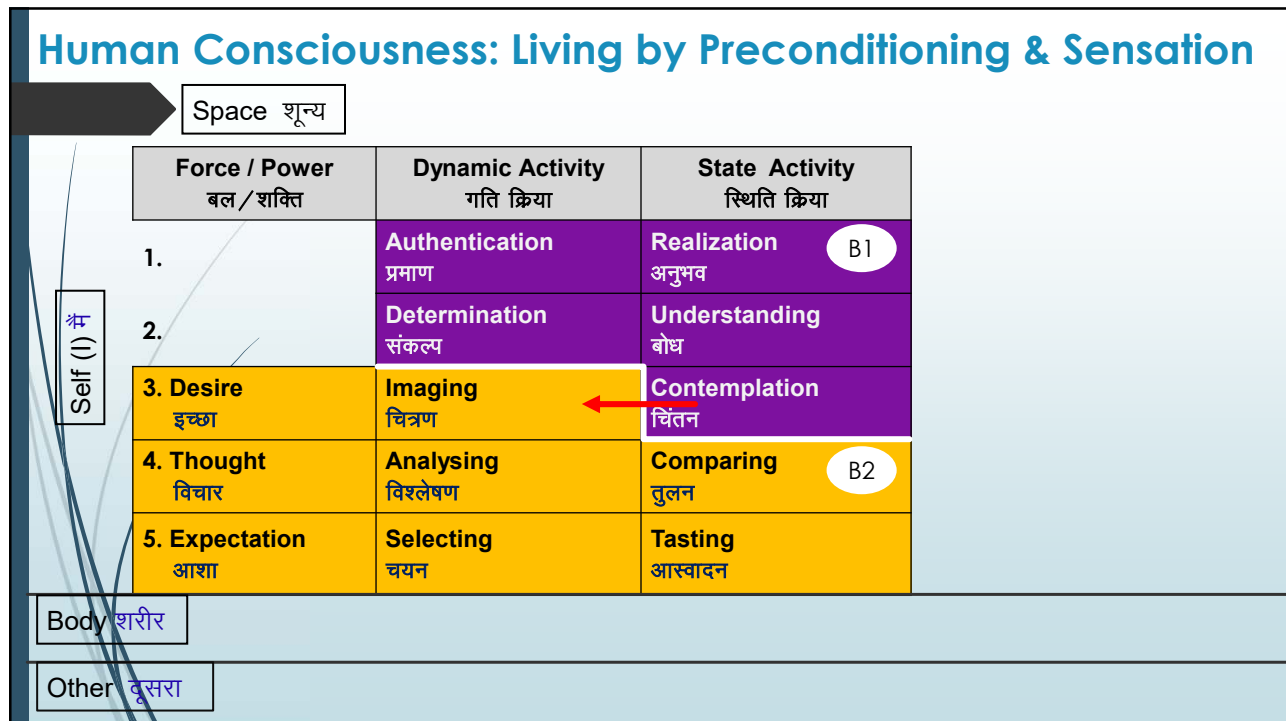 Human Consciousness: Living by Preconditioning & Sensation
Space शून्य
Force / Power
बल/शक्ति
Dynamic Activity
गति क्रिया
State Activity
स्थिति क्रिया
1.
Authentication
प्रमाण
Realization
अनुभव
B1
2.
Determination
संकल्प
Understanding
बोध
Self (I) मैं
3. Desire
इच्छा
Imaging
चित्रण
Contemplation
चिंतन
4. Thought
विचार
Analysing
विश्लेषण
Comparing
तुलन
B2
5. Expectation
आशा
Selecting
चयन
Tasting
आस्वादन
Body शरीर
Other दूसरा